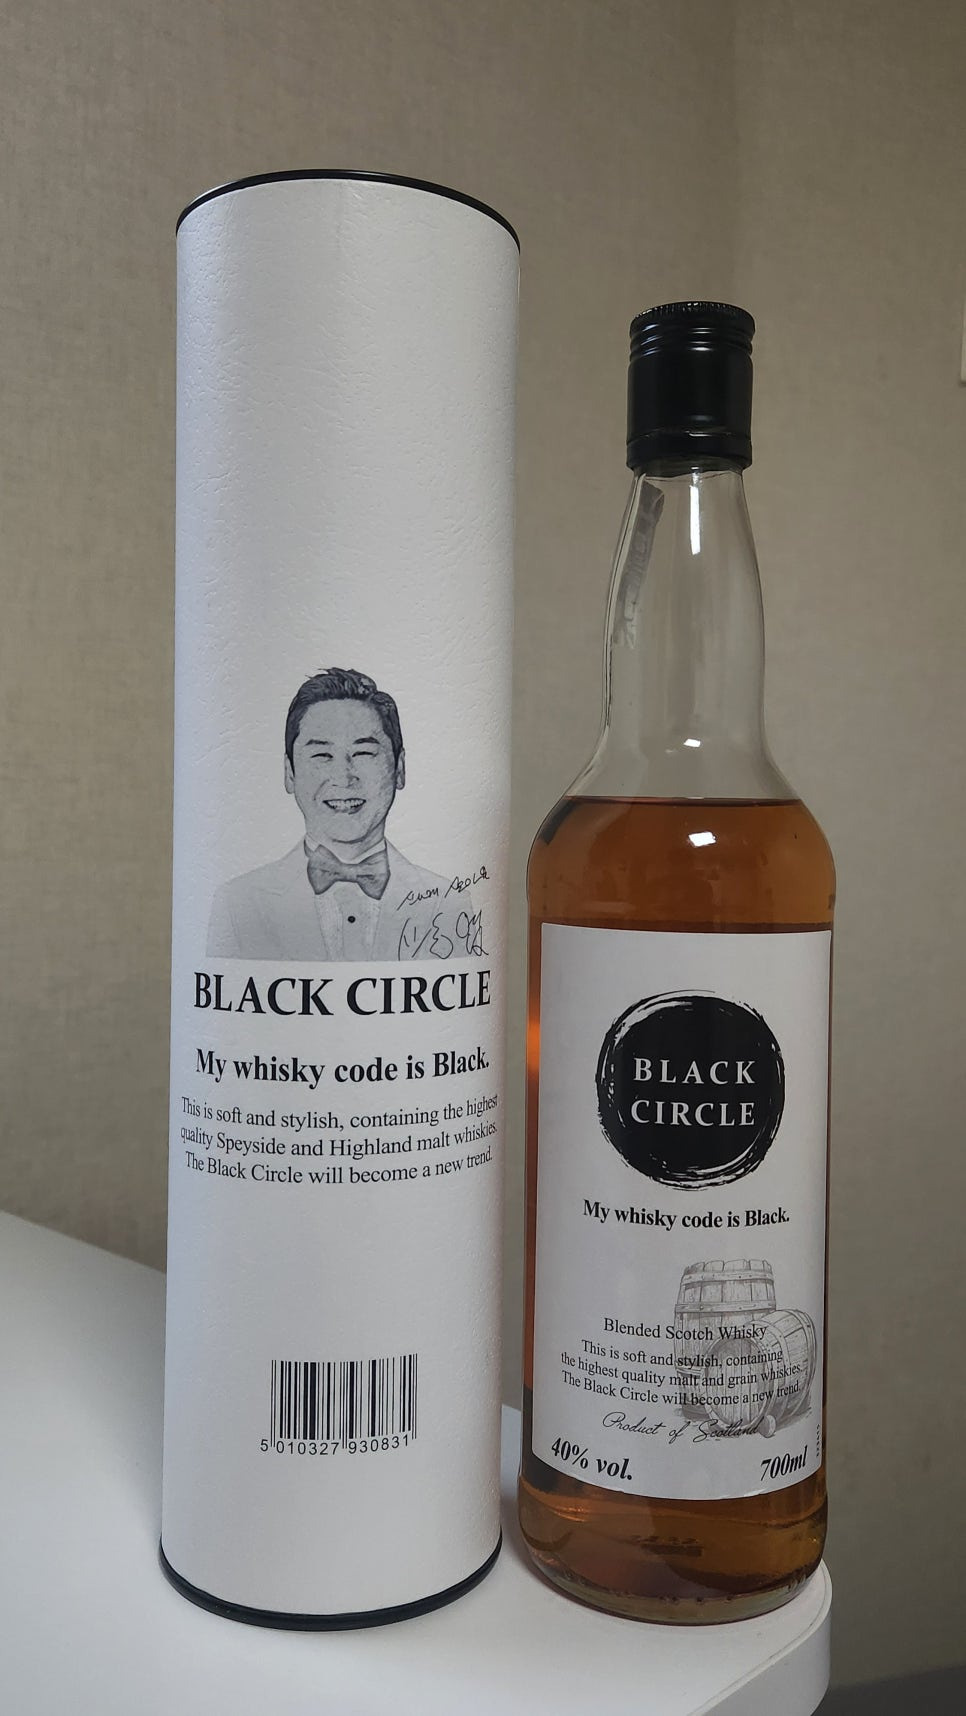 BLACK CIRCLE
My whisky code is Black.
This is soft and stylish, containing the highest
quality Speyside and Highland malt whiskies.
The Black Circle will become a new trend.
5 010327 930831
BLACK
CIRCLE
My whisky code is Black.
Blended Scotch Whisky
This is soft and stylish, containing
the highest quality malt and grain whiskies.
The Black Circle will become a new trend.
Product of Scotland
40% vol.
700ml